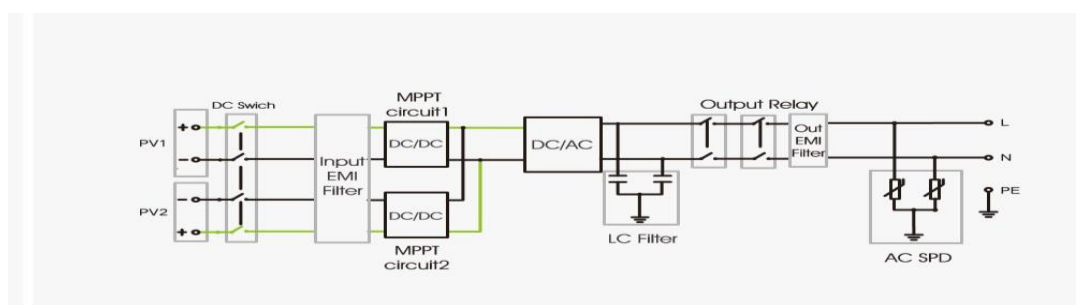 DC Swich
MPPT
circuit1
Output Relay
PV1
+
-
Input
EMI
Filter
DC/DC
DC/AC
Out
EMI
Filter
L
N
PV2
-
+
DC/DC
PE
MPPT
circuit2
LC Filter
AC SPD